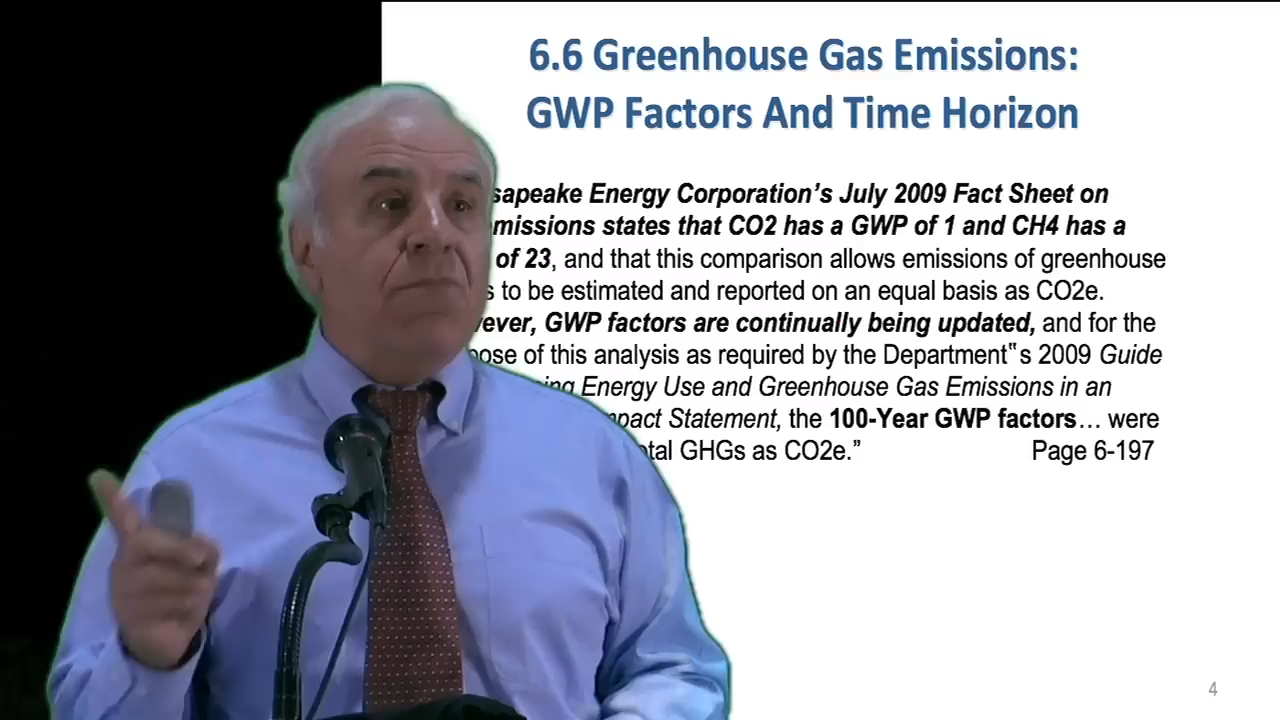 6.6 Greenhouse Gas Emissions:
GWP Factors And Time Horizon
sapeake Energy Corporation's July 2009 Fact Sheet on
missions states that CO2 has a GWP of 1 and CH4 has a
of 23, and that this comparison allows emissions of greenhouse
s to be estimated and reported on an equal basis as CO2e.
ever, GWP factors are continually being updated, and for the
ose of this analysis as required by the Department‟s 2009 Guide
ing Energy Use and Greenhouse Gas Emissions in an
pact Statement, the 100-Year GWP factors… were
tal GHGs as CO2e.” Page 6-197
4